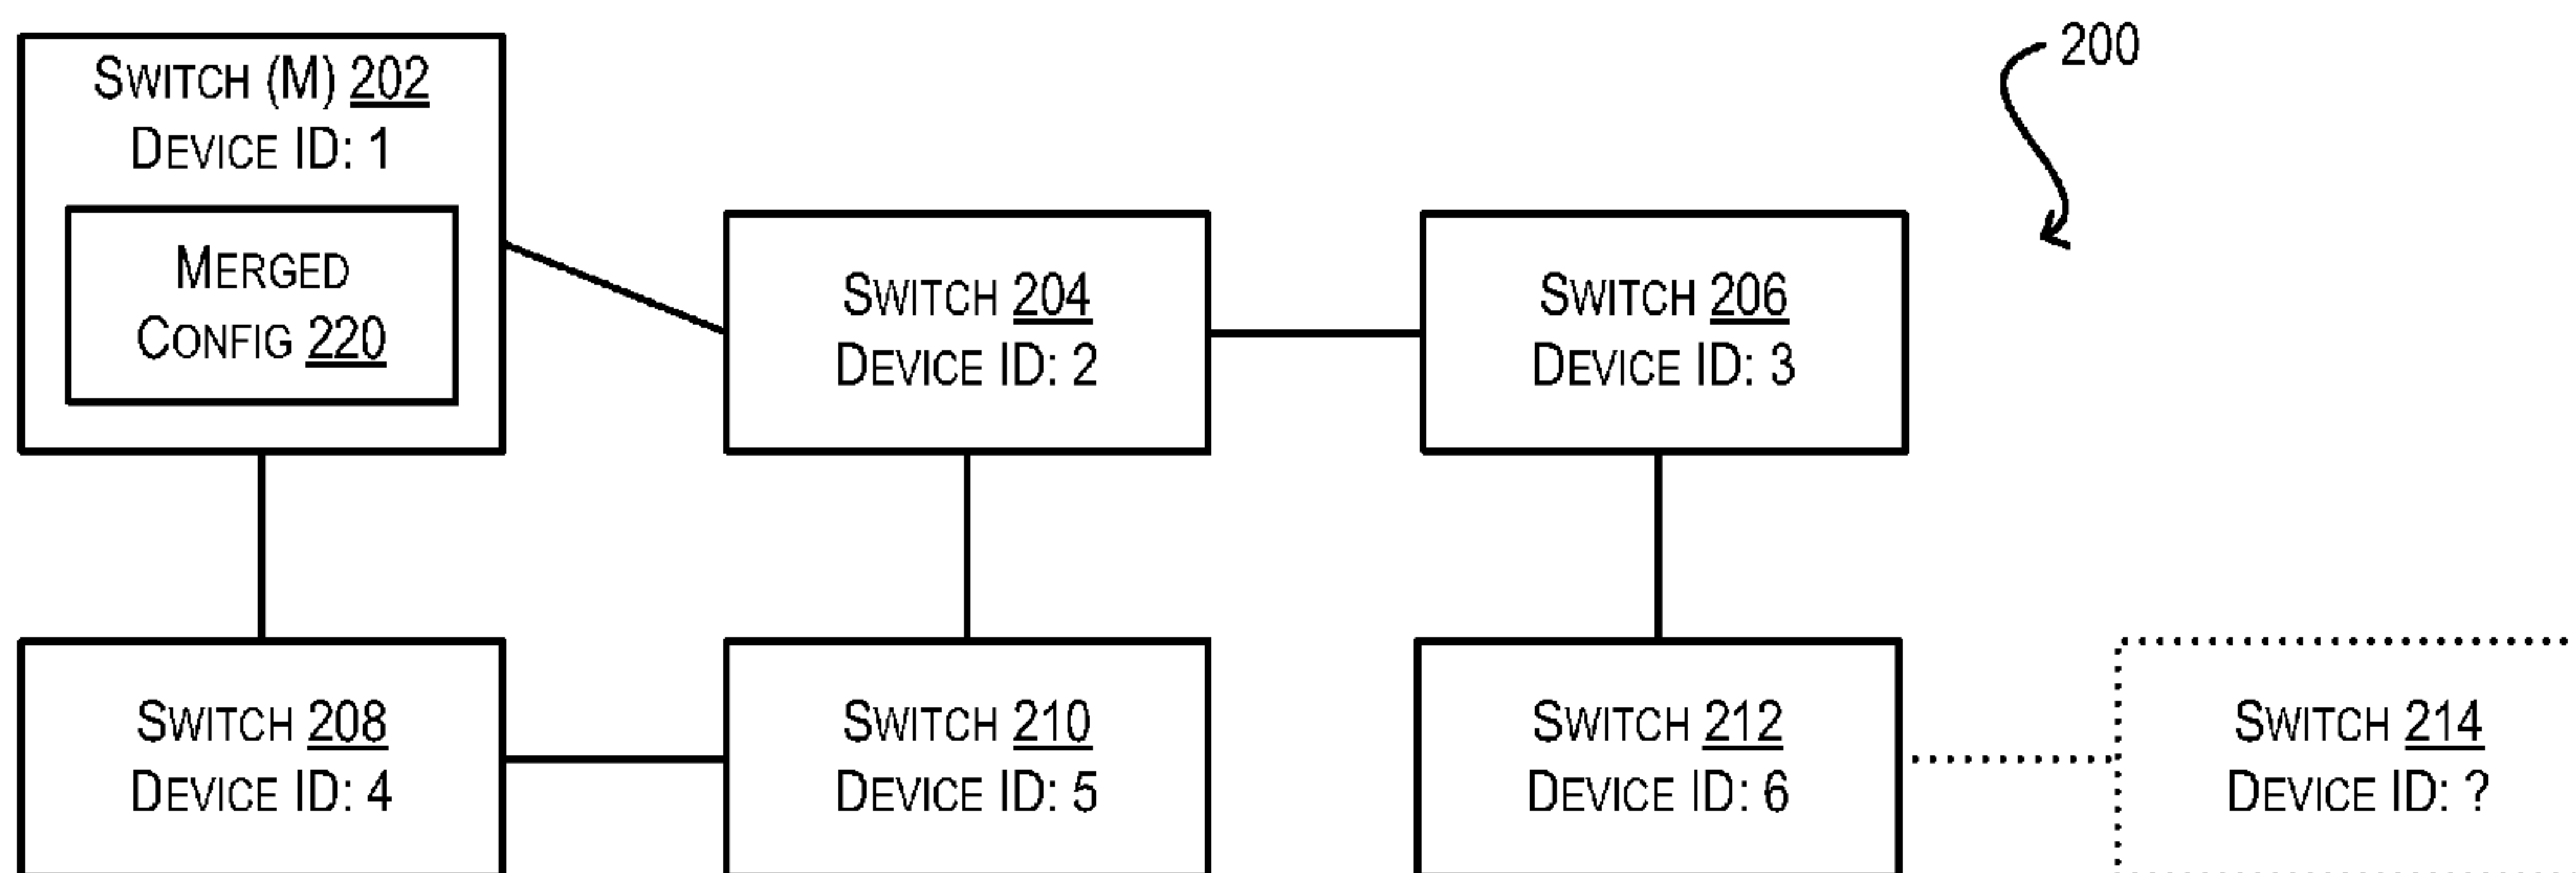 SWITCH (M) 202
DEVICE ID: 1
MERGED
CONFIG 220
200
SWITCH 204
DEVICE ID: 2
SWITCH 206
DEVICE ID: 3
SWITCH 208
DEVICE ID: 4
SWITCH 210
DEVICE ID: 5
SWITCH 212
DEVICE ID: 6
SWITCH 214
DEVICE ID: ?